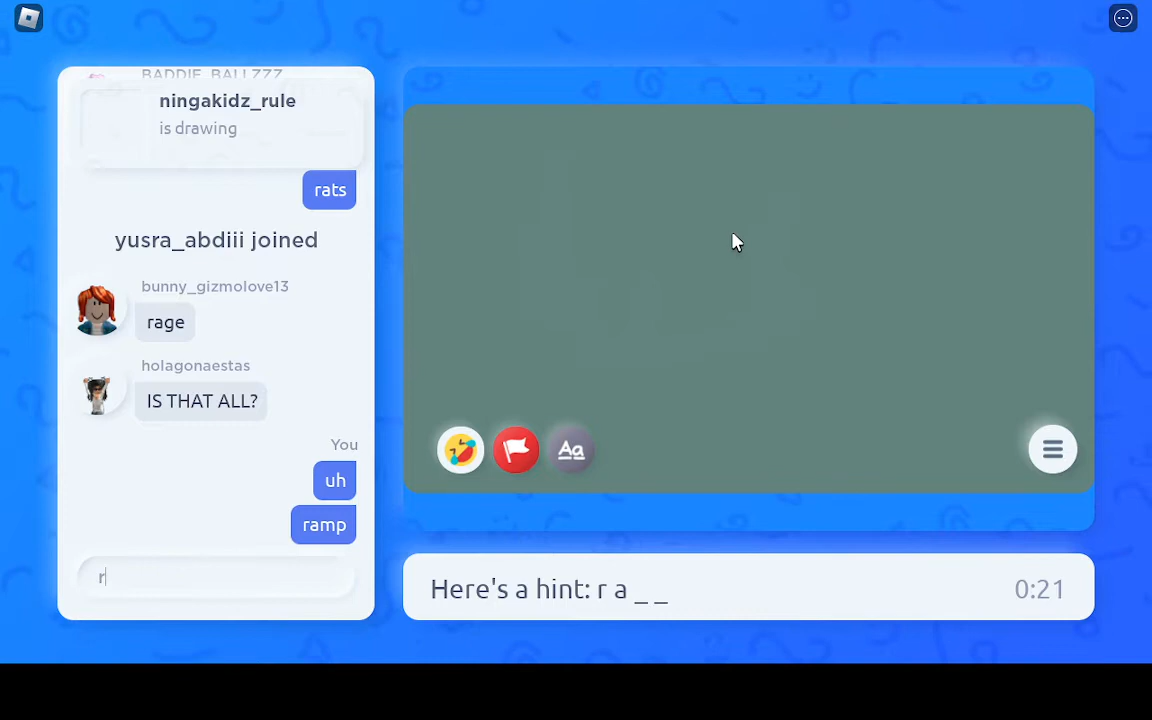 BADDIE_BALLZZZ
ningakidz_rule
is drawing
rats
yusra_abdiii joined
bunny_gizmolove13
rage
holagonaestas
IS THAT ALL?
You
uh
ramp
r
Aa
Here's a hint: r a _ _
0:21